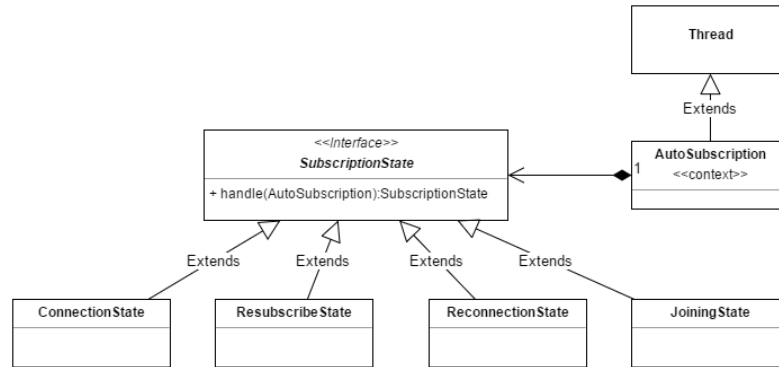 Thread
Extends
<<Interface>>
SubscriptionState
+ handle(AutoSubscription):SubscriptionState
1
AutoSubscription
<<context>>
Extends
Extends
Extends
Extends
ConnectionState
ResubscribeState
ReconnectionState
JoiningState